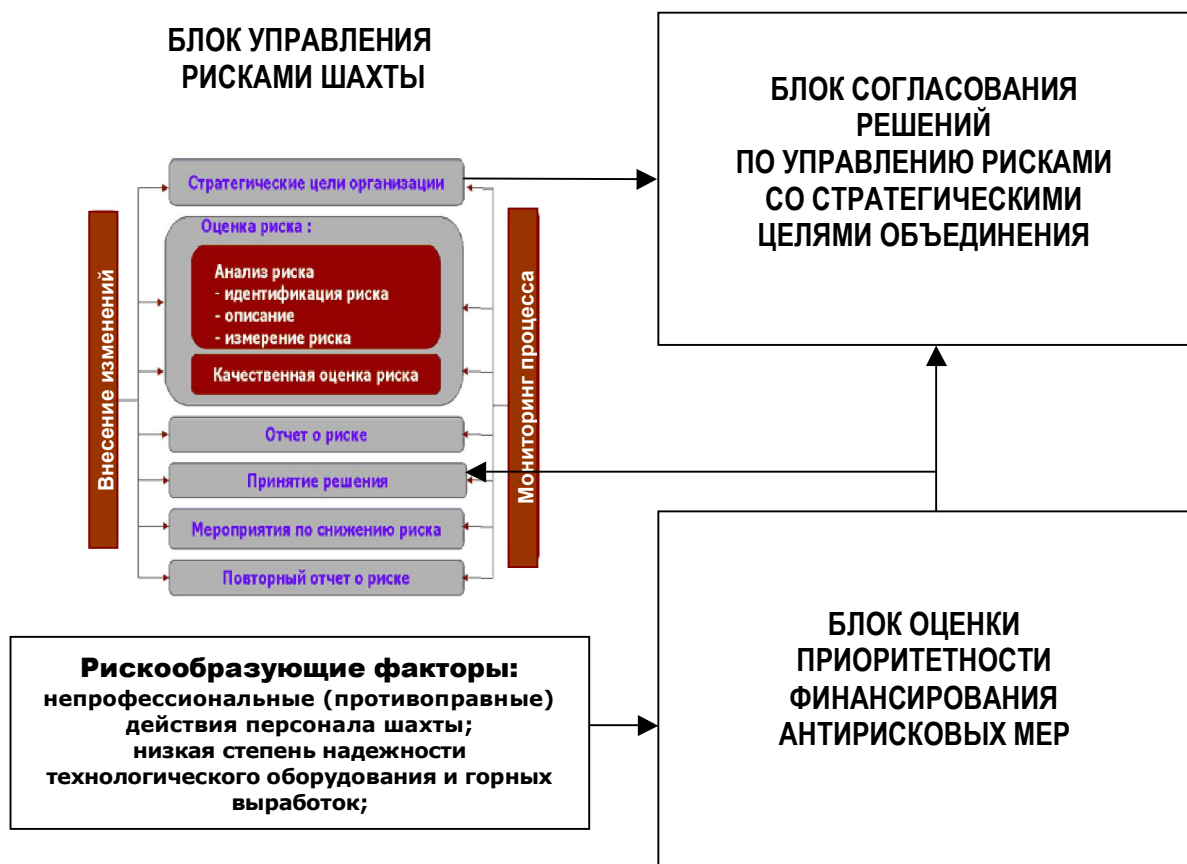 БЛОК УПРАВЛЕНИЯ
РИСКАМИ ШАХТЫ
Стратегические цели организации
Оценка риска :
Анализ риска
- идентификация риска
- описание
- измерение риска
Качественная оценка риска
Отчет о риске
Принятие решения
Мероприятия по снижению риска
Повторный отчет о риске
Внесение изменений
Мониторинг процесса
БЛОК СОГЛАСОВАНИЯ
РЕШЕНИЙ
ПО УПРАВЛЕНИЮ РИСКАМИ
СО СТРАТЕГИЧЕСКИМИ
ЦЕЛЯМИ ОБЪЕДИНЕНИЯ
Рискообразующие факторы:
непрофессиональные (противоправные)
действия персонала шахты;
низкая степень надежности
технологического оборудования и горных
выработок;
БЛОК ОЦЕНКИ
ПРИОРИТЕТНОСТИ
ФИНАНСИРОВАНИЯ
АНТИРИСКОВЫХ МЕР